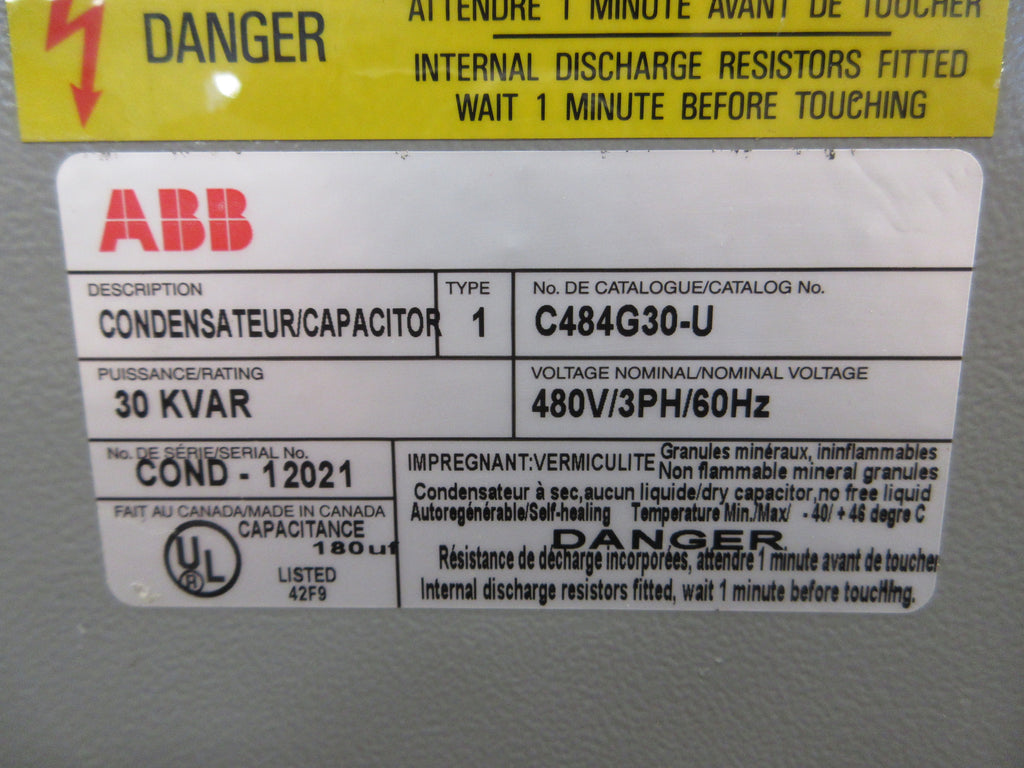 DANGER
ATTENDRE 1 MINUTE AVANT DE TOUCHER
INTERNAL DISCHARGE RESISTORS FITTED
WAIT 1 MINUTE BEFORE TOUCHING
ABB
DESCRIPTION
CONDENSATEUR/CAPACITOR
TYPE
1
No. DE CATALOGUE/CATALOG No.
C484G30-U
PUISSANCE/RATING
30 KVAR
VOLTAGE NOMINAL/NOMINAL VOLTAGE
480V/3PH/60Hz
No. DE SÉRIE/SERIAL No.
COND - 12021
FAIT AU CANADA/MADE IN CANADA
CAPACITANCE
180uf
UL
®
LISTED
42F9
IMPREGNANT:VERMICULITE
Granules minéraux, ininflammables
Non flammable mineral granules
Condensateur à sec,aucun liquide/dry capacitor,no free liquid
Autoregénérable/Self-healing Temperature Min./Max/ - 40/ + 46 degre C
DANGER
Résistance de décharge incorporées, attendre 1 minute avant de toucher
Internal discharge resistors fitted, wait 1 minute before touching.